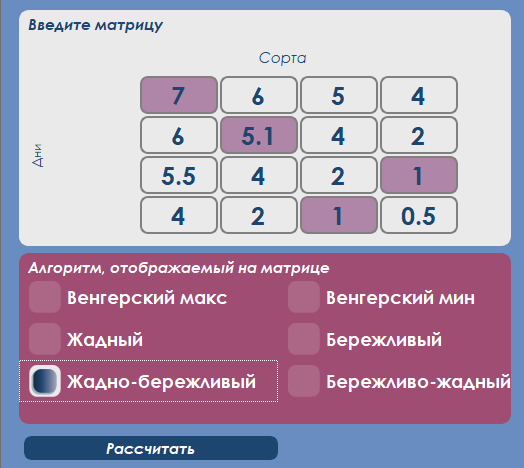 Введите матрицу
Сорта
Дни
7 6 5 4
6 5.1 4 2
5.5 4 2 1
4 2 1 0.5
Алгоритм, отображаемый на матрице
Венгерский макс Венгерский мин
Жадный Бережливый
Жадно-бережливый Бережливо-жадный
Рассчитать